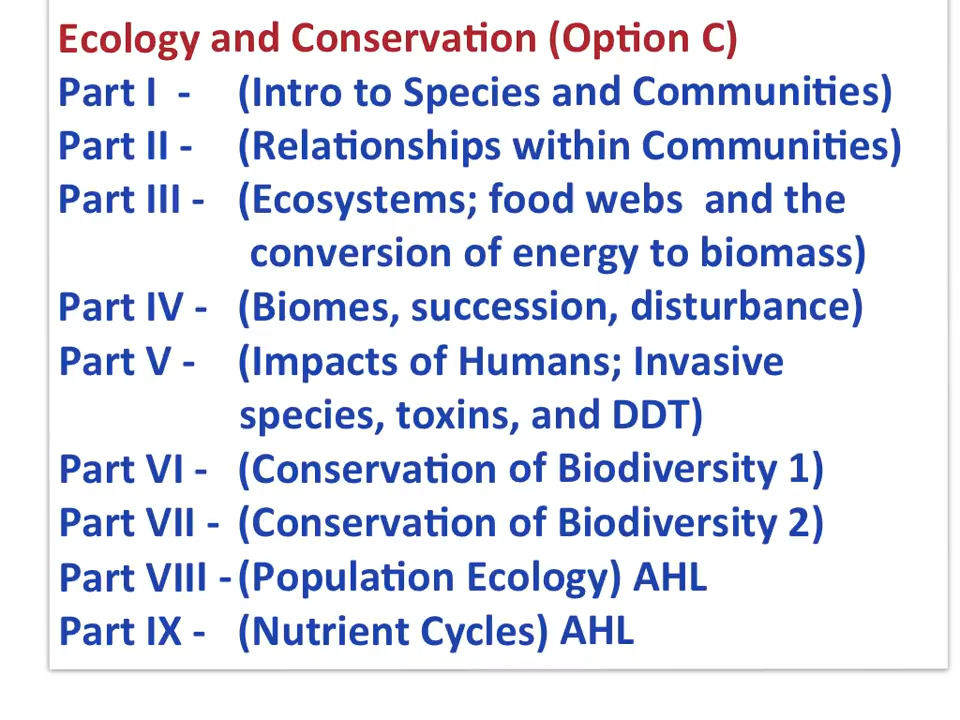 Ecology and Conservation (Option C)
Part I - (Intro to Species and Communities)
Part II - (Relationships within Communities)
Part III - (Ecosystems; food webs and the
conversion of energy to biomass)
Part IV - (Biomes, succession, disturbance)
Part V - (Impacts of Humans; Invasive
species, toxins, and DDT)
Part VI - (Conservation of Biodiversity 1)
Part VII - (Conservation of Biodiversity 2)
Part VIII - (Population Ecology) AHL
Part IX - (Nutrient Cycles) AHL